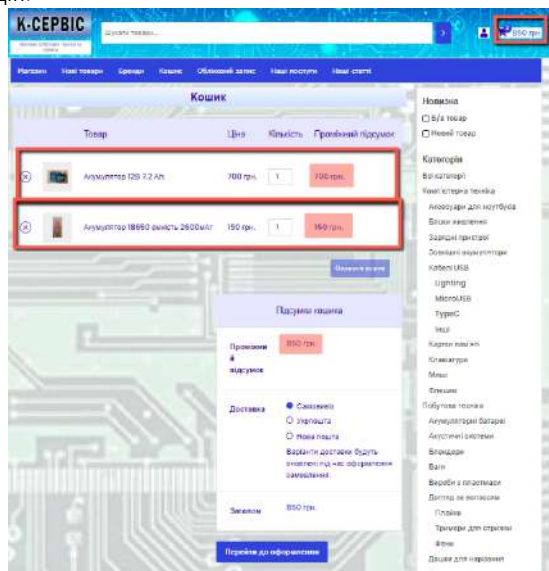 цін.
К-СЕРВІС
Шукати товари...
850 грн
Магазин Нові товари Бренди Кошик Обліковий запис Наші послуги Наші статті
Кошик
Товар Ціна Кількість Проміжний підсумок
Акумулятор 12В 7.2 Ah 700 грн. 1 700 грн.
Акумулятор 18650 ємність 2600мАг 150 грн. 1 150 грн.
Оновити кошик
Підсумки кошика
Проміжни
й
підсумок
850 грн.
Доставка
Самовивіз
Укрпошта
Нова пошта
Варіанти доставки будуть
оновлені під час оформлення
замовлення.
Загалом 850 грн.
Перейти до оформлення
Новизна
Б/в товар
Новий товар
Категорія
Всі категорії
Комп'ютерна техніка
Аксесуари для ноутбуків
Блоки живлення
Зарядні пристрої
Зовнішні акумулятори
Кабелі USB
Lighting
MicroUSB
TypeC
Інші
Картки пам'яті
Клавіатури
Миші
Флешки
Побутова техніка
Акумуляторні батареї
Акустичні системи
Блендери
Ваги
Вироби з пластмаси
Догляд за волоссям
Плойки
Тримери для стрижки
Фени
Дошки для нарізання